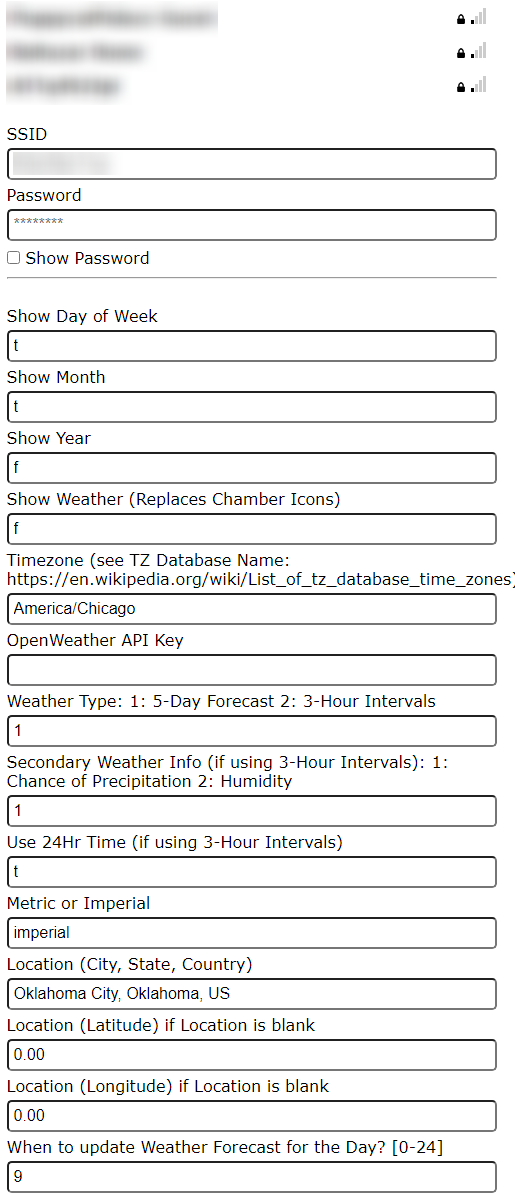 SSID
Password
********
Show Password
Show Day of Week
t
Show Month
t
Show Year
f
Show Weather (Replaces Chamber Icons)
f
Timezone (see TZ Database Name:
https://en.wikipedia.org/wiki/List_of_tz_database_time_zones)
America/Chicago
OpenWeather API Key
Weather Type: 1: 5-Day Forecast 2: 3-Hour Intervals
1
Secondary Weather Info (if using 3-Hour Intervals): 1:
Chance of Precipitation 2: Humidity
1
Use 24Hr Time (if using 3-Hour Intervals)
t
Metric or Imperial
imperial
Location (City, State, Country)
Oklahoma City, Oklahoma, US
Location (Latitude) if Location is blank
0.00
Location (Longitude) if Location is blank
0.00
When to update Weather Forecast for the Day? [0-24]
9